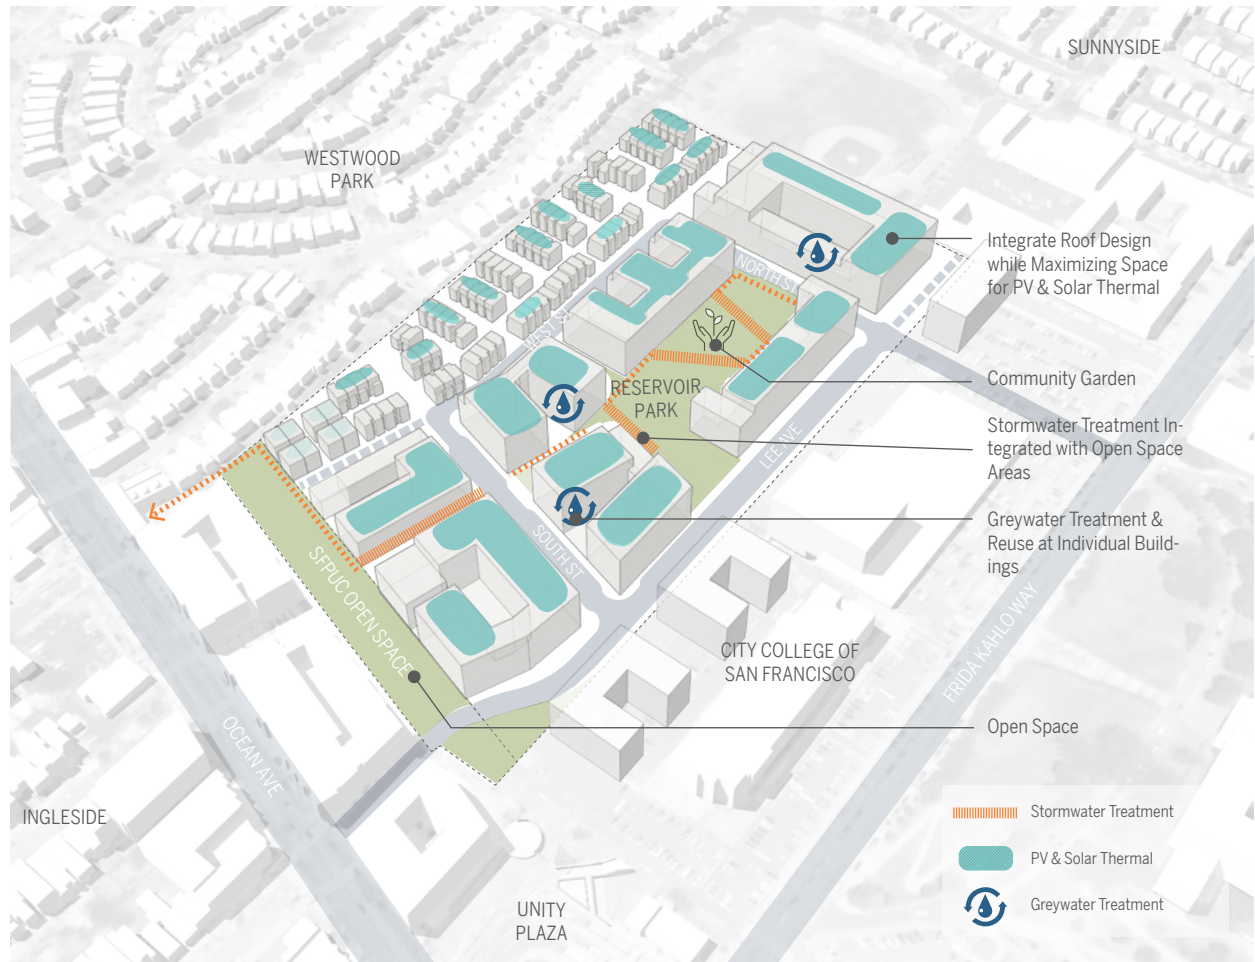 SUNNYSIDE
WESTWOOD
PARK
Integrate Roof Design
while Maximizing Space
for PV & Solar Thermal
NORTH ST
WEST ST
Community Garden
RESERVOIR
PARK
Stormwater Treatment In-
tegrated with Open Space
Areas
LEE AVE
Greywater Treatment &
Reuse at Individual Build-
ings
SOUTH ST
SFPUC OPEN SPACE
FRIDA KAHLO WAY
CITY COLLEGE OF
SAN FRANCISCO
Open Space
OCEAN AVE
INGLESIDE
UNITY
PLAZA
Stormwater Treatment
PV & Solar Thermal
Greywater Treatment